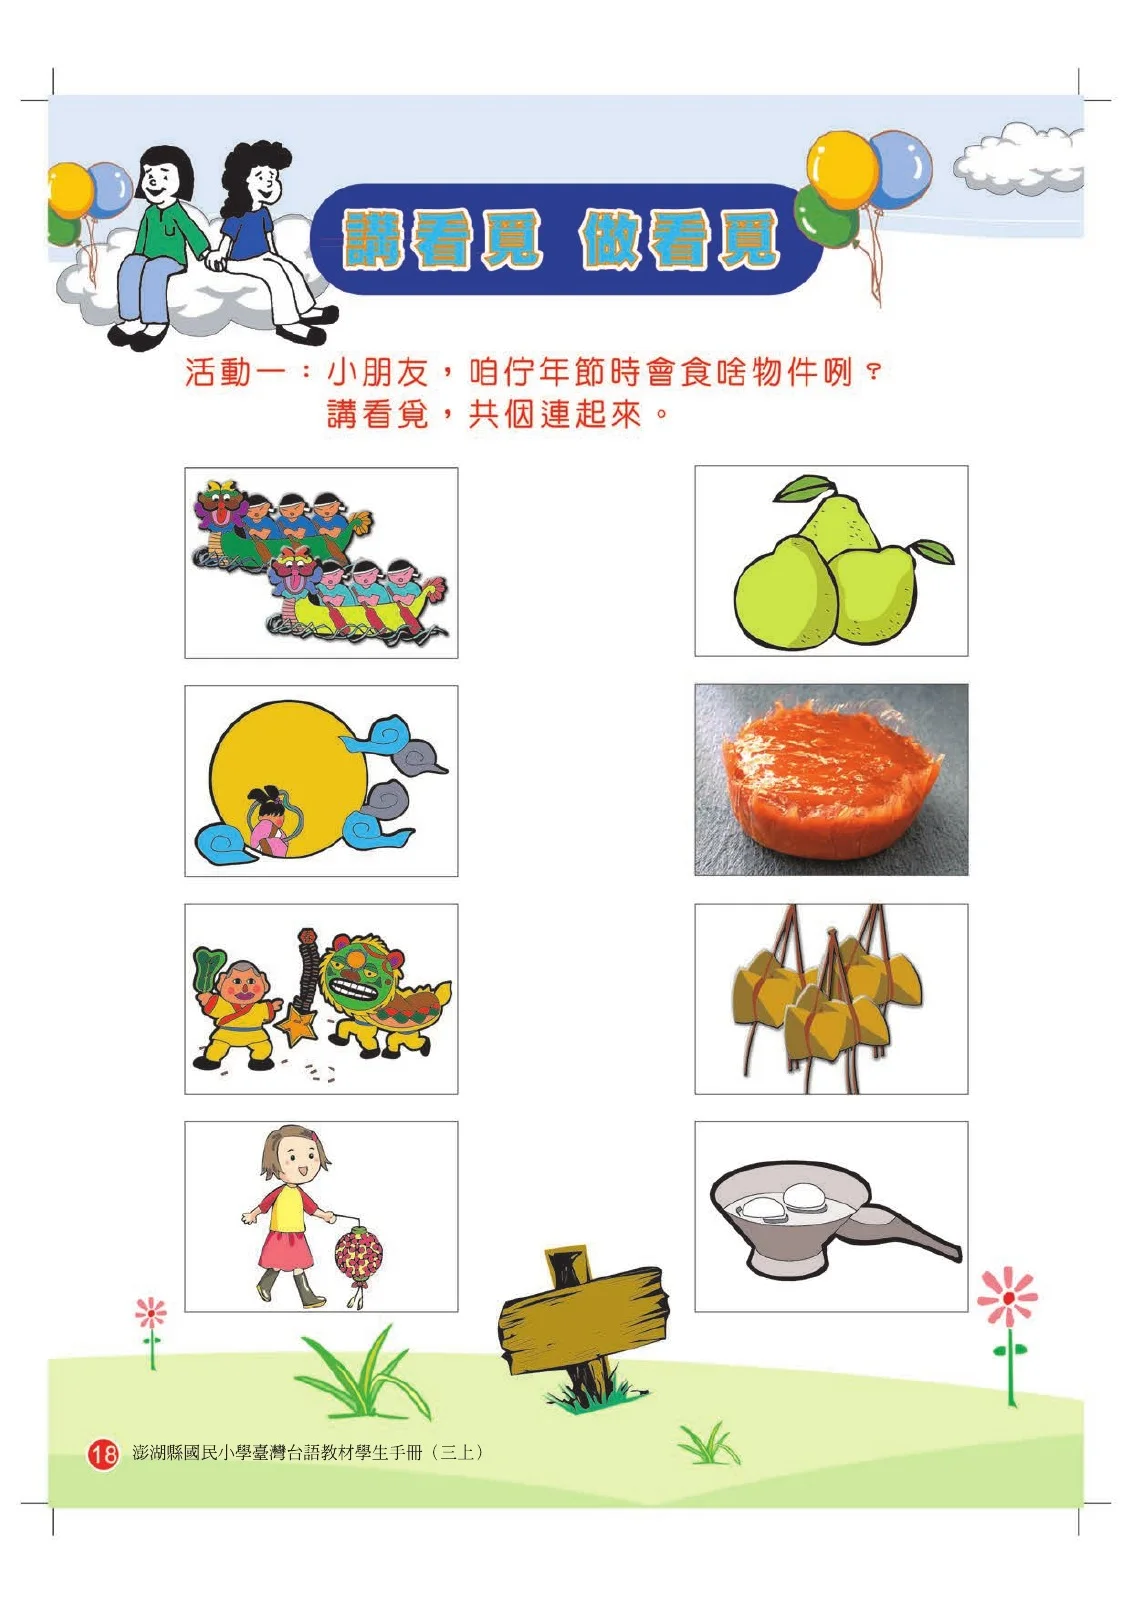 講看覓 做看覓
活動一：小朋友，咱佇年節時會食啥物件咧？
講看覓，共個連起來。
18 澎湖縣國民小學臺灣台語教材學生手冊（三上）